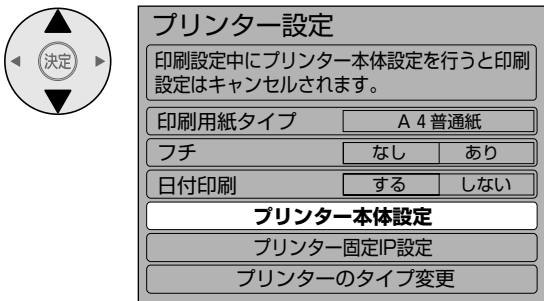 決定
プリンター設定
印刷設定中にプリンター本体設定を行うと印刷
設定はキャンセルされます。
印刷用紙タイプ A 4 普通紙
フチ なし あり
日付印刷 する しない
プリンター本体設定
プリンター固定IP設定
プリンターのタイプ変更